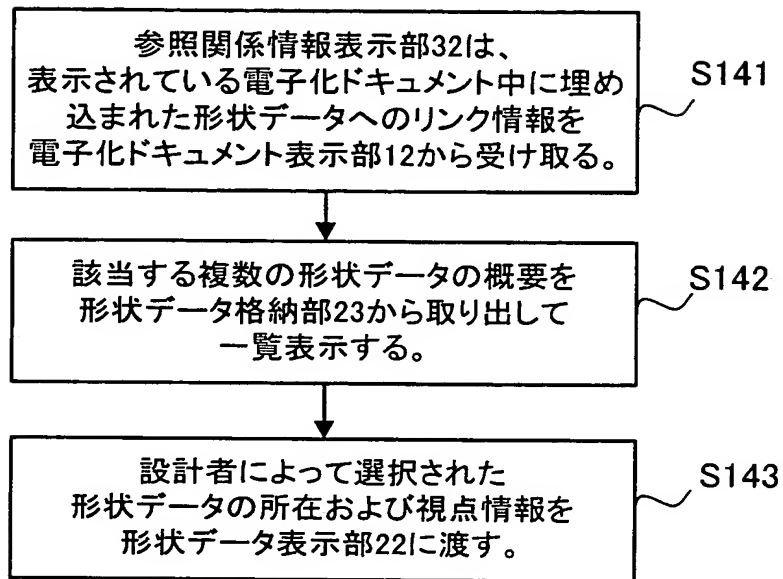 参照関係情報表示部32は、
表示されている電子化ドキュメント中に埋め
込まれた形状データへのリンク情報を
電子化ドキュメント表示部12から受け取る。
S141
該当する複数の形状データの概要を
形状データ格納部23から取り出して
一覧表示する。
S142
設計者によって選択された
形状データの所在および視点情報を
形状データ表示部22に渡す。
S143